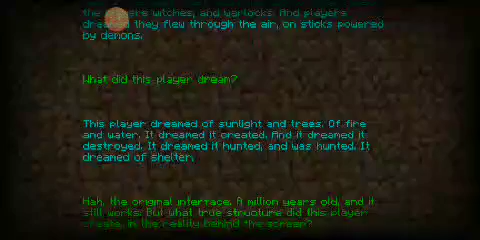 the    were witches, and warlocks. And players
dreamed they flew through the air, on sticks powered
by demons.
What did this player dream?
This player dreamed of sunlight and trees. Of fire
and water. It dreamed it created. And it dreamed it
destroyed. It dreamed it hunted, and was hunted. It
dreamed of shelter.
Hah, the original interface. A million years old, and it
still works. But what true structure did this player
create, in the reality behind the screen?